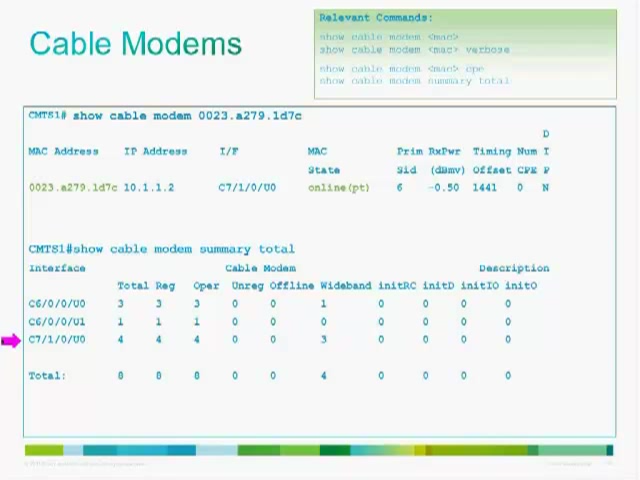 Relevant Commands:
show cable modem <mac>
show cable modem <mac> verbose
show cable modem <mac> cpe
show cable modem summary total
Cable Modems
CMTS1# show cable modem 0023.a279.1d7c
D
MAC Address IP Address I/F MAC Prim RxPwr Timing Num I
State Sid (dBmv) Offset CPE P
0023.a279.1d7c 10.1.1.2 C7/1/0/U0 online(pt) 6 -0.50 1441 0 N
CMTS1#show cable modem summary total
Interface Cable Modem Description
Total Reg Oper Unreg Offline Wideband initRC initD initIO initO
C6/0/0/U0 3 3 3 0 0 1 0 0 0 0
C6/0/0/U1 1 1 1 0 0 0 0 0 0 0
C7/1/0/U0 4 4 4 0 0 3 0 0 0 0
Total: 8 8 8 0 0 4 0 0 0 0